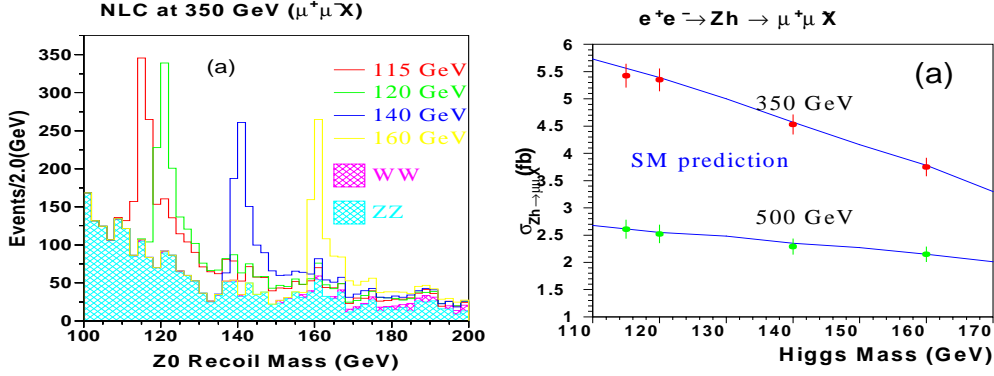 NLC at 350 GeV (μ⁺μ⁻X)
Events/2.0(GeV)
350
300
250
200
150
100
50
0
(a)
115 GeV
120 GeV
140 GeV
160 GeV
WW
ZZ
100 120 140 160 180 200
Z0 Recoil Mass (GeV)
e⁺e⁻→Zh → μ⁺μ⁻X
σZh→μμX (fb)
6
5.5
5
4.5
4
3.5
3
2.5
2
1.5
1
(a)
350 GeV
SM prediction
500 GeV
110 120 130 140 150 160 170
Higgs Mass (GeV)